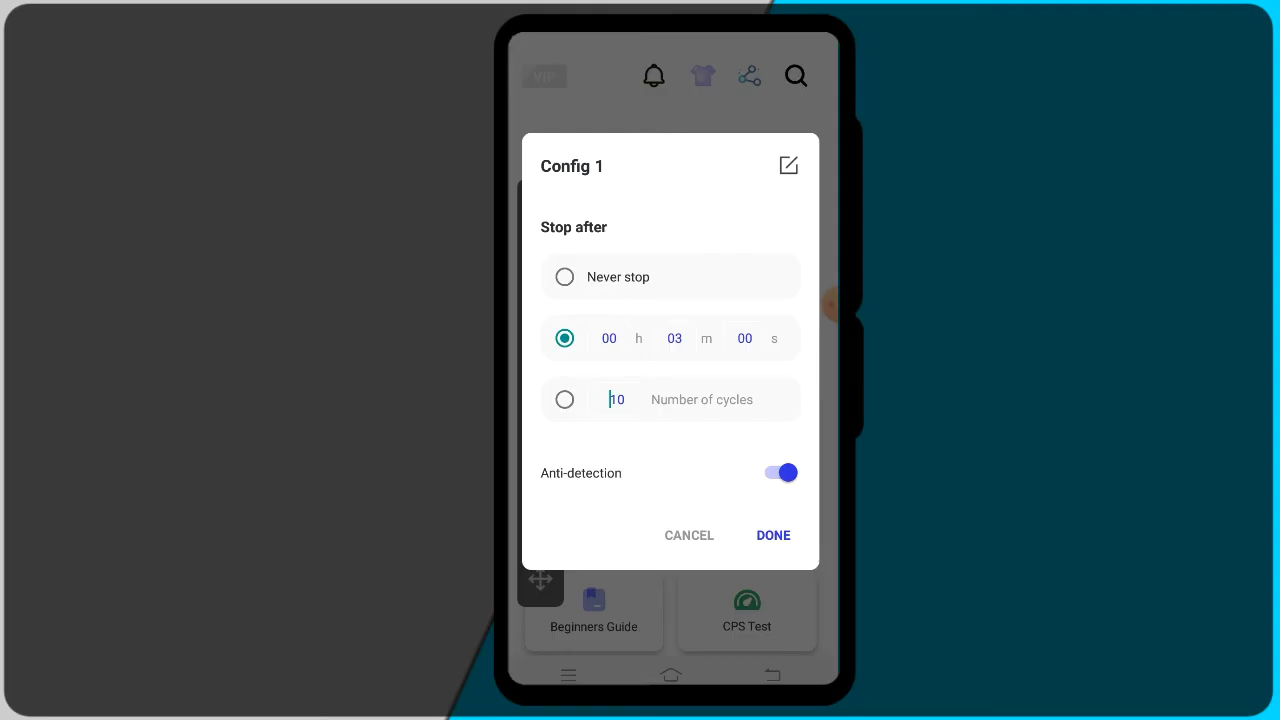 VIP
Config 1
Stop after
Never stop
00 h 03 m 00 s
10 Number of cycles
Anti-detection
CANCEL DONE
Beginners Guide CPS Test